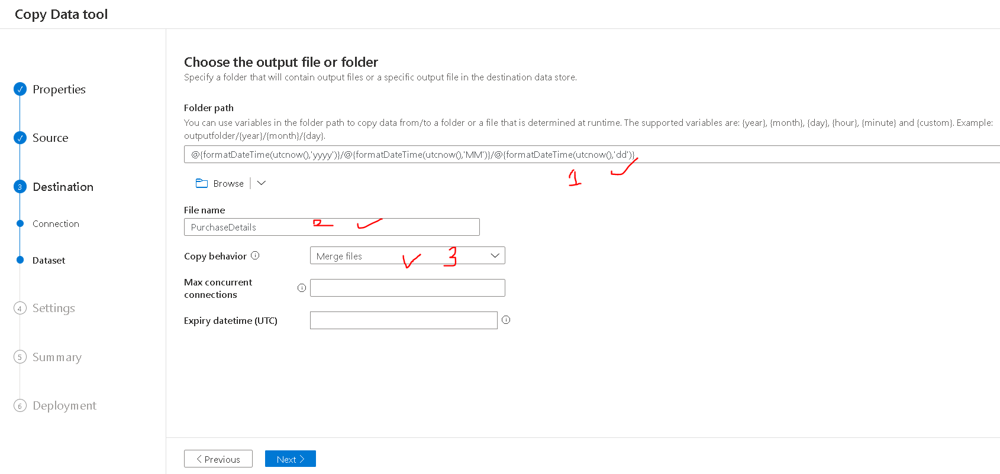 Copy Data tool
Properties
Source
3 Destination
Connection
Dataset
4 Settings
5 Summary
6 Deployment
Choose the output file or folder
Specify a folder that will contain output files or a specific output file in the destination data store.
Folder path
You can use variables in the folder path to copy data from/to a folder or a file that is determined at runtime. The supported variables are: {year}, {month}, {day}, {hour}, {minute} and {custom}. Example:
outputfolder/{year}/{month}/{day}.
@{formatDateTime(utcnow(),'yyyy')}/@{formatDateTime(utcnow(),'MM')}/@{formatDateTime(utcnow(),'dd')}
1 ✓
Browse
File name
PurchaseDetails 2 ✓
Copy behavior Merge files ✓ 3
Max concurrent
connections
Expiry datetime (UTC)
< Previous Next >